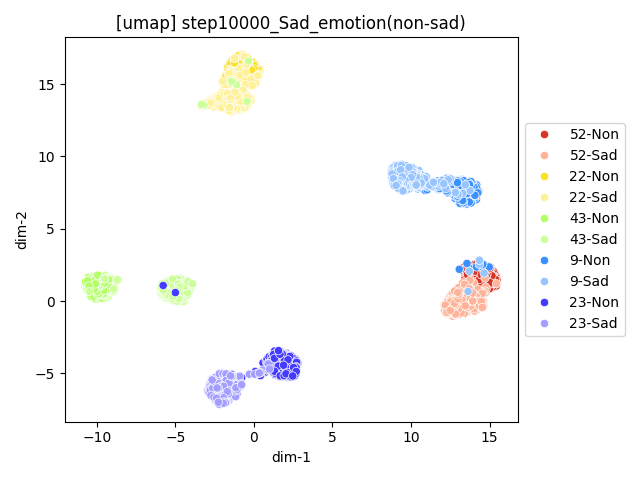 [umap] step10000_Sad_emotion(non-sad)
15
10
5
0
−5
dim-2
−10
−5
0
5
10
15
dim-1
52-Non
52-Sad
22-Non
22-Sad
43-Non
43-Sad
9-Non
9-Sad
23-Non
23-Sad